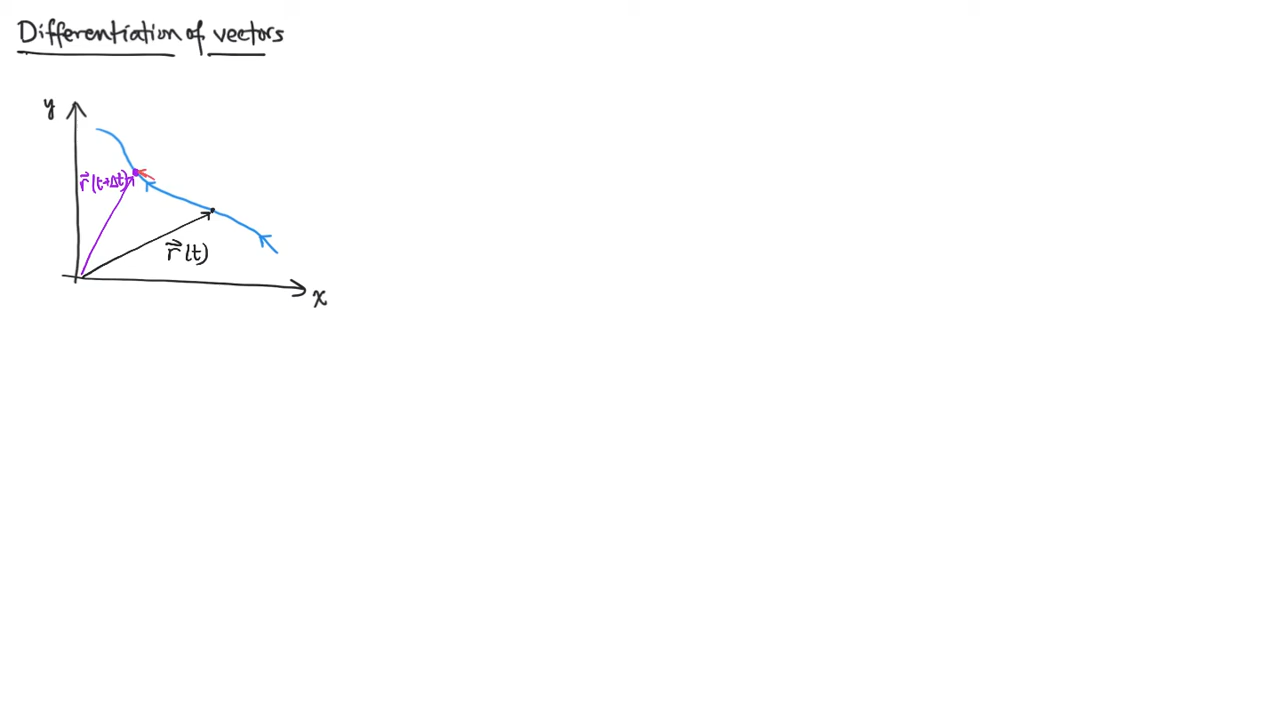 Differentiation of vectors
y
r⃗(t+Δt)
r⃗(t)
x